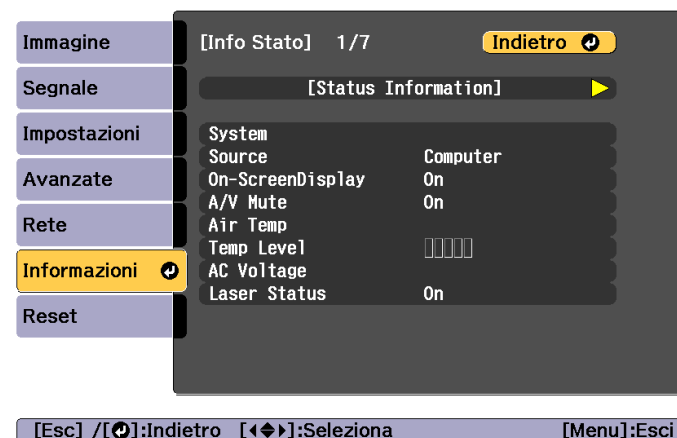 Immagine
Segnale
Impostazioni
Avanzate
Rete
Informazioni
Reset
[Info Stato] 1/7 Indietro
[Status Information]
System
Source Computer
On-ScreenDisplay On
A/V Mute On
Air Temp
Temp Level
AC Voltage
Laser Status On
[Esc] /[]:Indietro []:Seleziona [Menu]:Esci